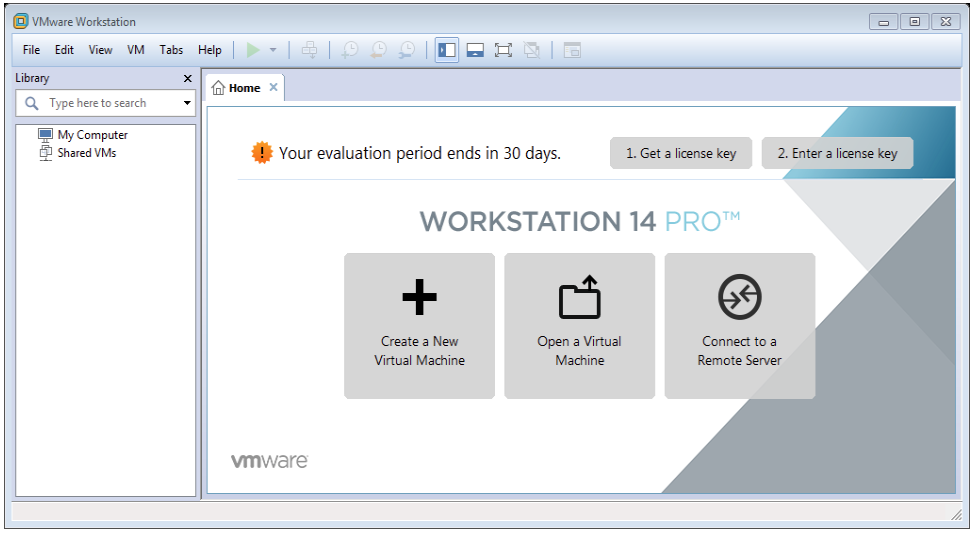 VMware Workstation
File Edit View VM Tabs Help
Library
Type here to search
My Computer
Shared VMs
Home
Your evaluation period ends in 30 days.
1. Get a license key
2. Enter a license key
WORKSTATION 14 PRO™
Create a New
Virtual Machine
Open a Virtual
Machine
Connect to a
Remote Server
vmware